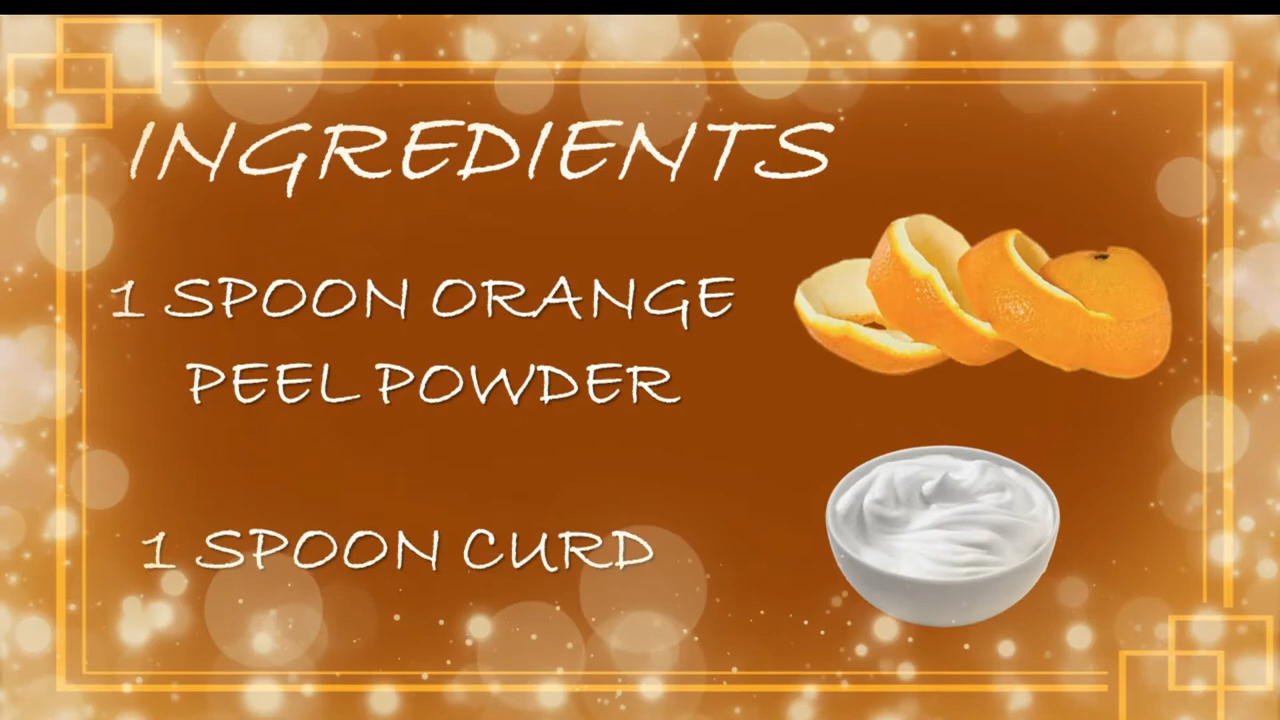 INGREDIENTS
1 SPOON ORANGE
PEEL POWDER
1 SPOON CURD